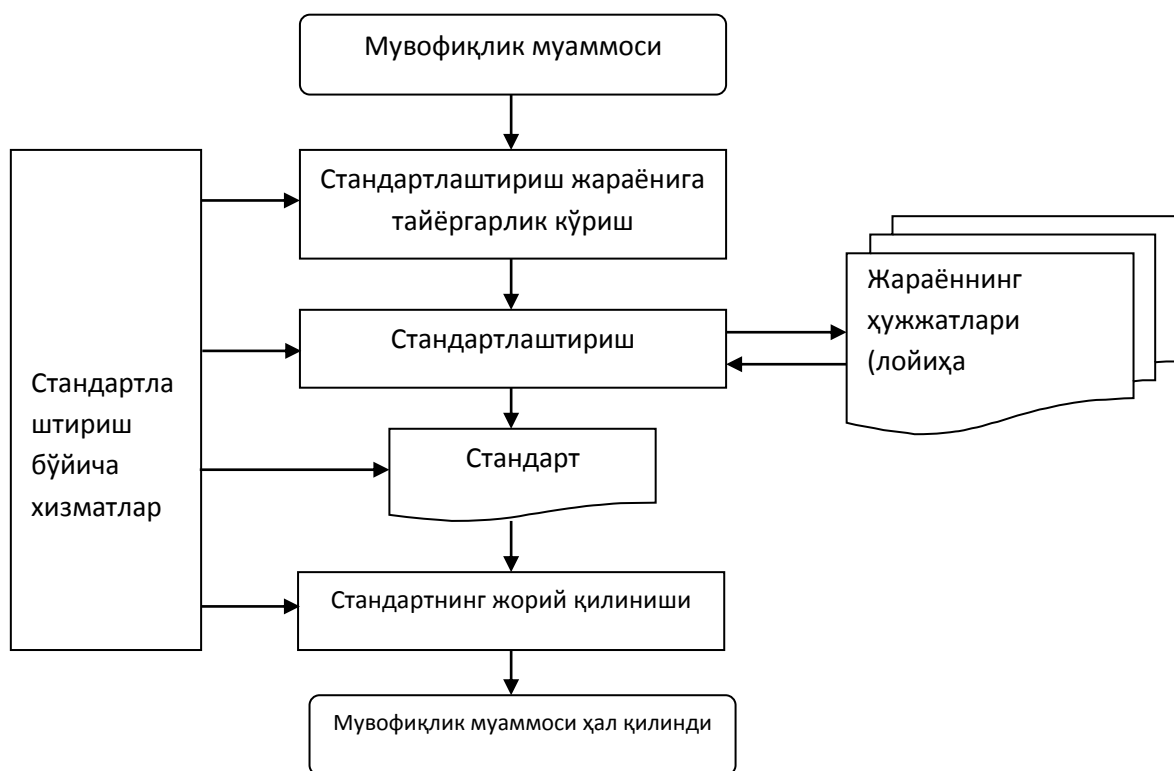 Мувофиқлик муаммоси
Стандартлаштириш жараёнига
тайёргарлик кўриш
Жараённинг
ҳужжатлари
(лойиҳа
Стандартлаштириш
Стандартла
штириш
бўйича
хизматлар
Стандарт
Стандартнинг жорий қилиниши
Мувофиқлик муаммоси ҳал қилинди